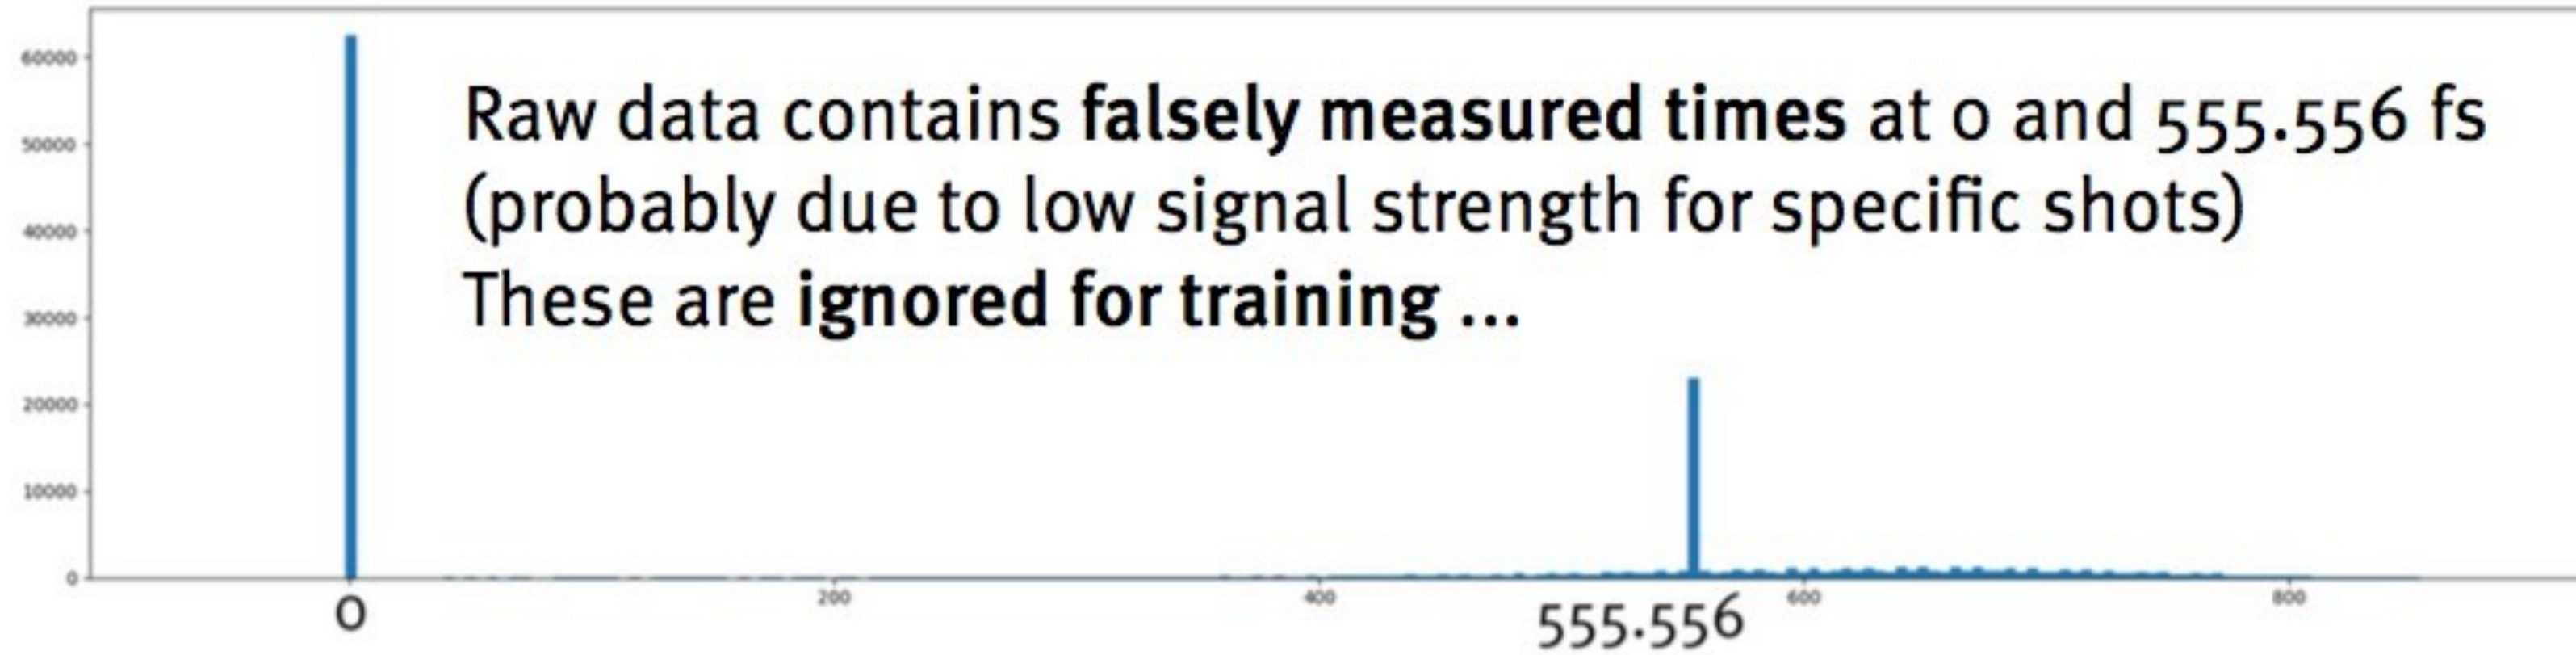 60000
Raw data contains falsely measured times at 0 and 555.556 fs
50000
(probably due to low signal strength for specific shots)
40000
These are ignored for training ...
30000
20000
10000
0
0 200 400 555.556 600 800